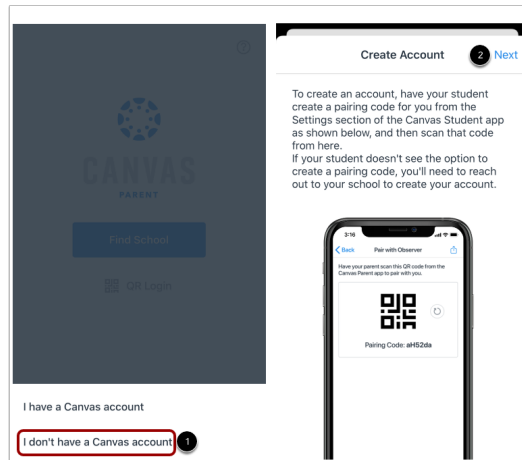 CANVAS
PARENT
Find School
QR Login
I have a Canvas account
I don't have a Canvas account
1
Create Account
2
Next
To create an account, have your student
create a pairing code for you from the
Settings section of the Canvas Student app
as shown below, and then scan that code
from here.
If your student doesn't see the option to
create a pairing code, you'll need to reach
out to your school to create your account.
3:16
Back
Pair with Observer
Have your parent scan this QR code from the
Canvas Parent app to pair with you.
Pairing Code: aH52da